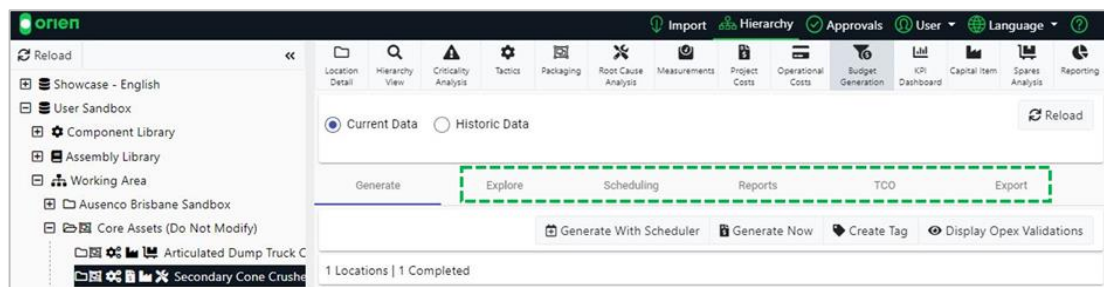 orien Import Hierarchy Approvals User Language
Reload
Location Detail Hierarchy View Criticality Analysis Tactics Packaging Root Cause Analysis Measurements Project Costs Operational Costs Budget Generation KPI Dashboard Capital Item Spares Analysis Reporting
Showcase - English
User Sandbox
Component Library
Assembly Library
Working Area
Ausenco Brisbane Sandbox
Core Assets (Do Not Modify)
Articulated Dump Truck C
Secondary Cone Crushe
Current Data Historic Data Reload
Generate Explore Scheduling Reports TCO Export
Generate With Scheduler Generate Now Create Tag Display Opex Validations
1 Locations | 1 Completed